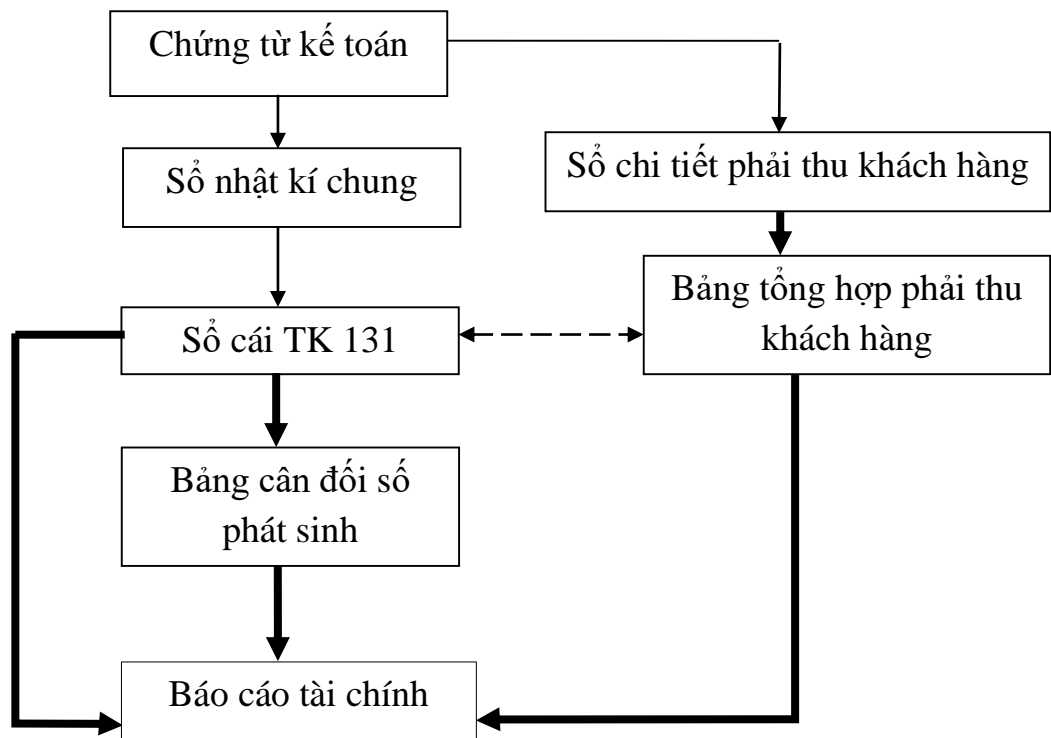 Chứng từ kế toán
Sổ nhật kí chung
Sổ chi tiết phải thu khách hàng
Bảng tổng hợp phải thu
khách hàng
Sổ cái TK 131
Bảng cân đối số
phát sinh
Báo cáo tài chính